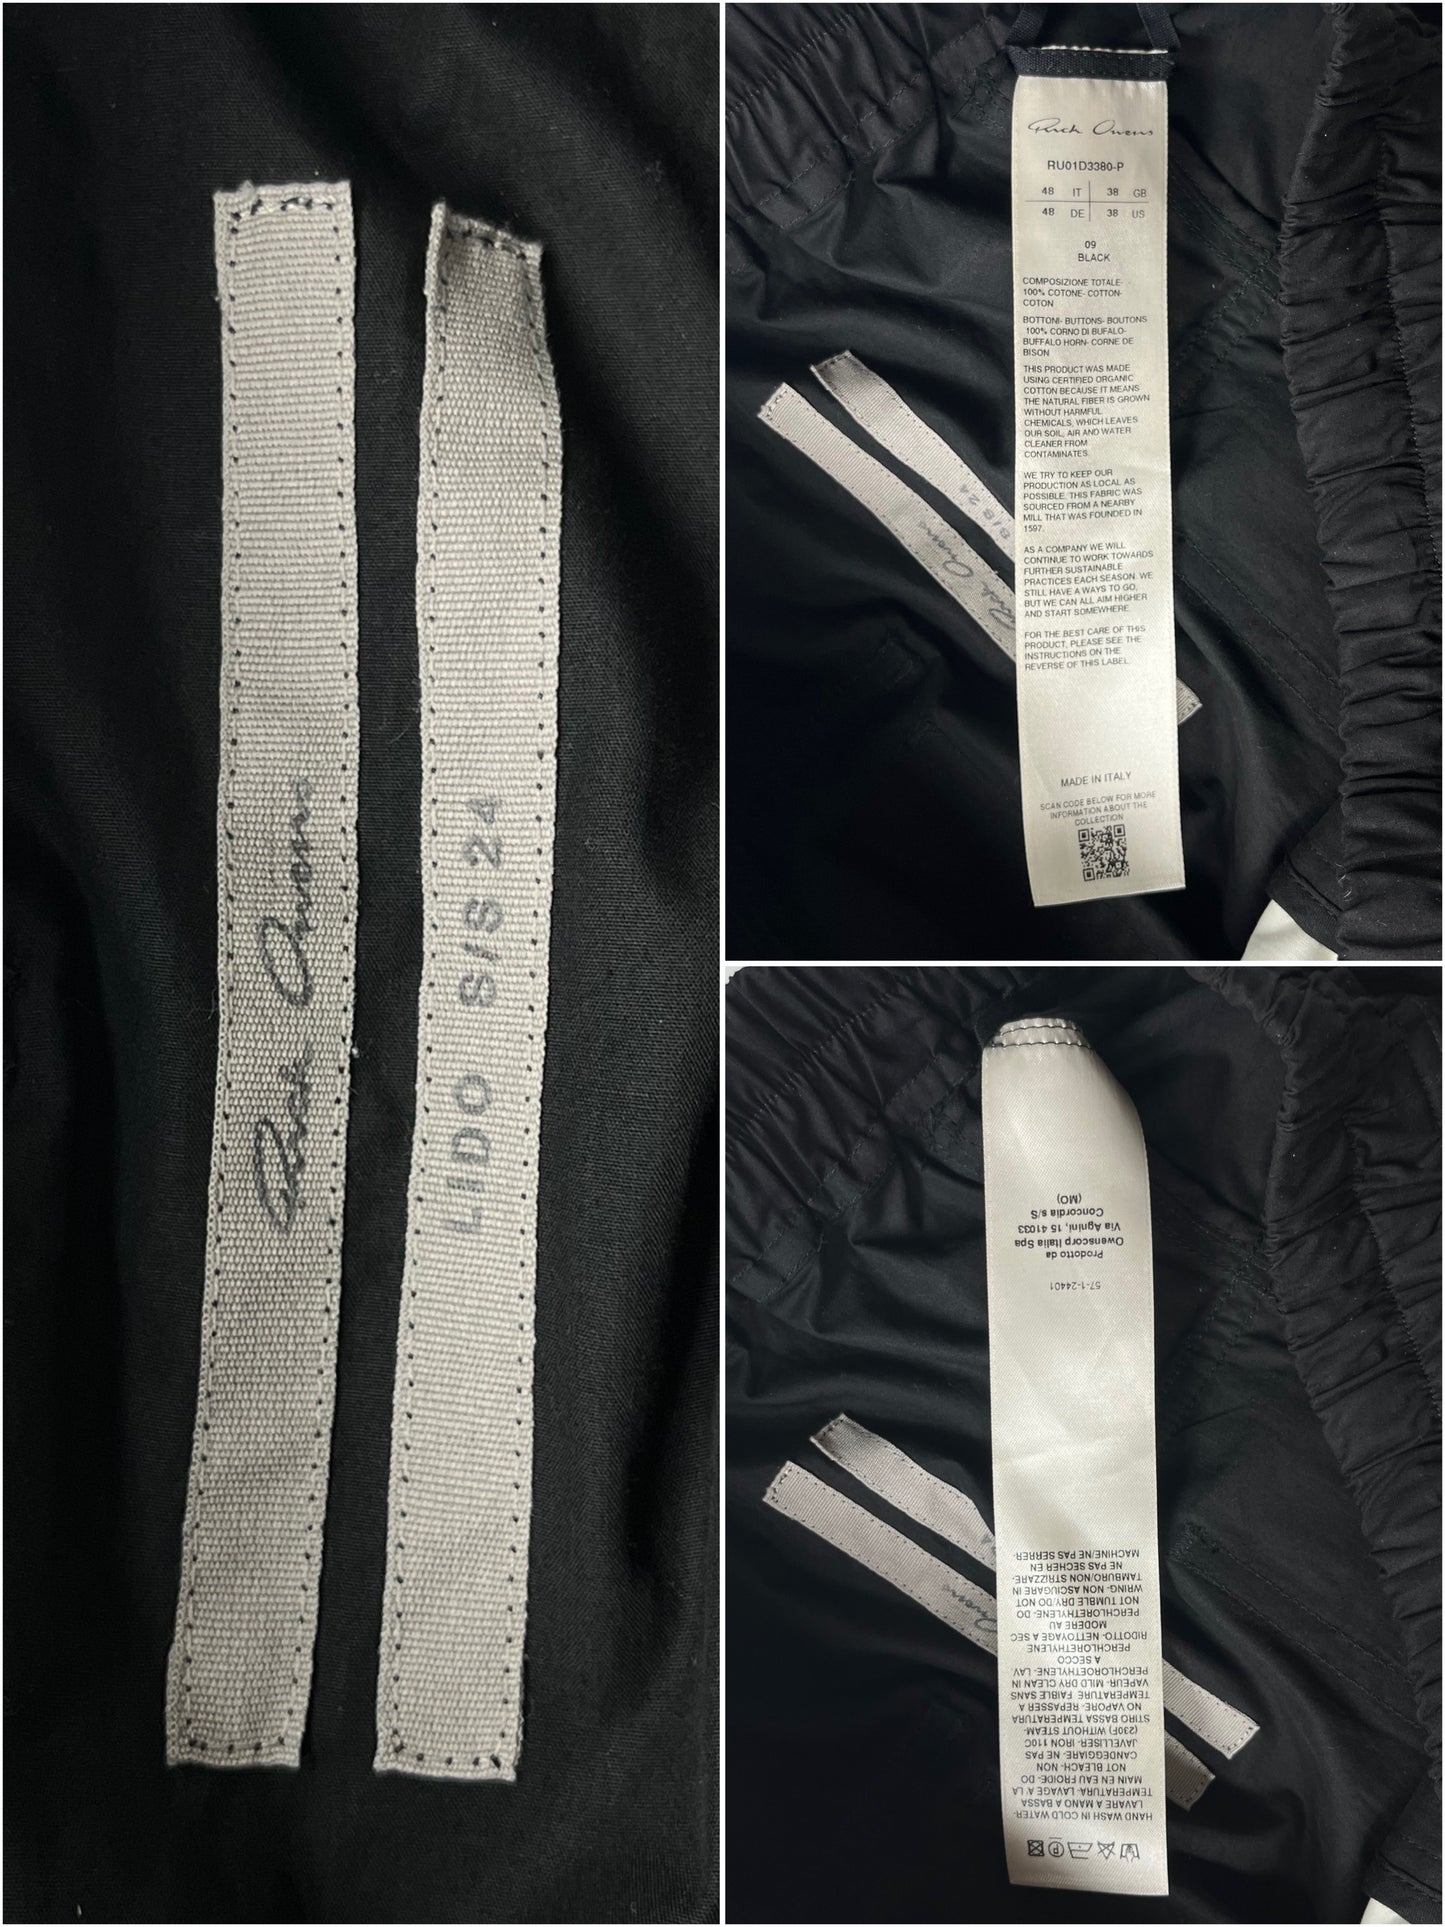 Rick Owens
LIDO S/S 24
Rick Owens
RU01D3380-P
48 IT 38 GB
48 DE 38 US
09
BLACK
COMPOSIZIONE TOTALE-
100% COTONE- COTTON-
COTON
BOTTONI- BUTTONS- BOUTONS
100% CORNO DI BUFALO-
BUFFALO HORN- CORNE DE
BISON
THIS PRODUCT WAS MADE
USING CERTIFIED ORGANIC
COTTON BECAUSE IT MEANS
THE NATURAL FIBER IS GROWN
WITHOUT HARMFUL
CHEMICALS, WHICH LEAVES
OUR SOIL, AIR AND WATER
CLEANER FROM
CONTAMINATES.
WE TRY TO KEEP OUR
PRODUCTION AS LOCAL AS
POSSIBLE. THIS FABRIC WAS
SOURCED FROM A NEARBY
MILL THAT WAS FOUNDED IN
1597.
AS A COMPANY WE WILL
CONTINUE TO WORK TOWARDS
FURTHER SUSTAINABLE
PRACTICES EACH SEASON. WE
STILL HAVE A WAYS TO GO,
BUT WE CAN ALL AIM HIGHER
AND START SOMEWHERE.
FOR THE BEST CARE OF THIS
PRODUCT, PLEASE SEE THE
INSTRUCTIONS ON THE
REVERSE OF THIS LABEL.
MADE IN ITALY
SCAN CODE BELOW FOR MORE
INFORMATION ABOUT THE
COLLECTION
S/S 24
Rick Owens
HAND WASH IN COLD WATER-
LAVARE A MANO A BASSA
TEMPERATURA- LAVAGE A LA
MAIN EN EAU FROIDE- DO
NOT BLEACH- NON
CANDEGGIARE- NE PAS
JAVELLISER- IRON 110C
(230F) WITHOUT STEAM-
STIRO BASSA TEMPERATURA
NO VAPORE- REPASSER A
TEMPERATURE FAIBLE SANS
VAPEUR- MILD DRY CLEAN IN
PERCHLOROETHYLENE- LAV.
A SECCO
PERCHLORETHYLENE
RIDOTTO- NETTOYAGE A SEC
MODERE AU
PERCHLORETHYLENE- DO
NOT TUMBLE DRY/DO NOT
WRING- NON ASCIUGARE IN
TAMBURO/NON STRIZZARE-
NE PAS SECHER EN
MACHINE/NE PAS SERRER-
57-1-24401
Prodotto da
Owenscorp Italia Spa
Via Agnini, 15 41033
Concordia s/S
(MO)
Owens